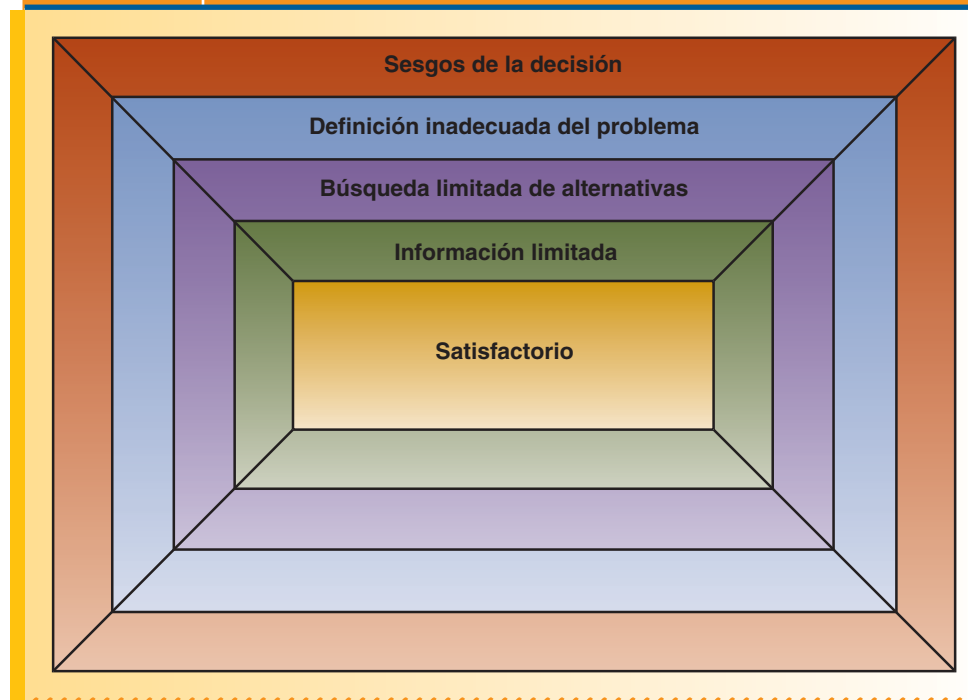 Sesgos de la decisión
Definición inadecuada del problema
Búsqueda limitada de alternativas
Información limitada
Satisfactorio